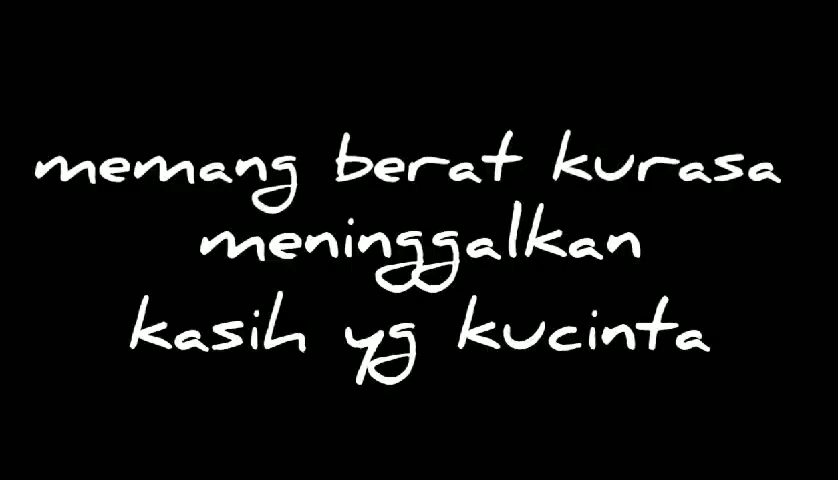 memang berat kurasa
meninggalkan
kasih yg kucinta